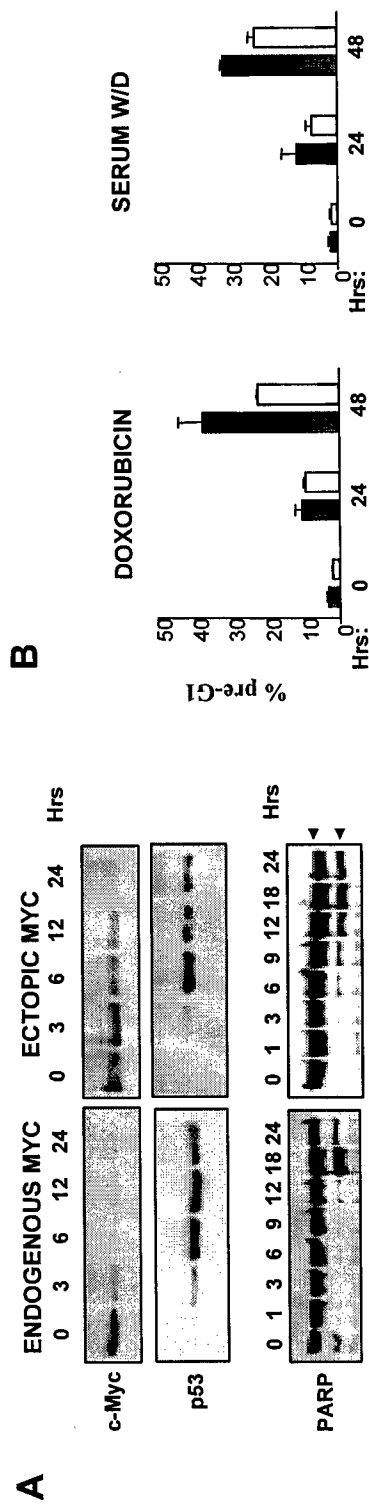 A
ENDOGENOUS MYC
ECTOPIC MYC
0 3 6 12 24
0 3 6 12 24 Hrs
c-Myc
p53
0 1 3 6 9 12 18 24
0 1 3 6 9 12 18 24 Hrs
PARP
B
DOXORUBICIN
% pre-G1
50
40
30
20
10
0
Hrs: 0 24 48
SERUM W/D
50
40
30
20
10
0
Hrs: 0 24 48